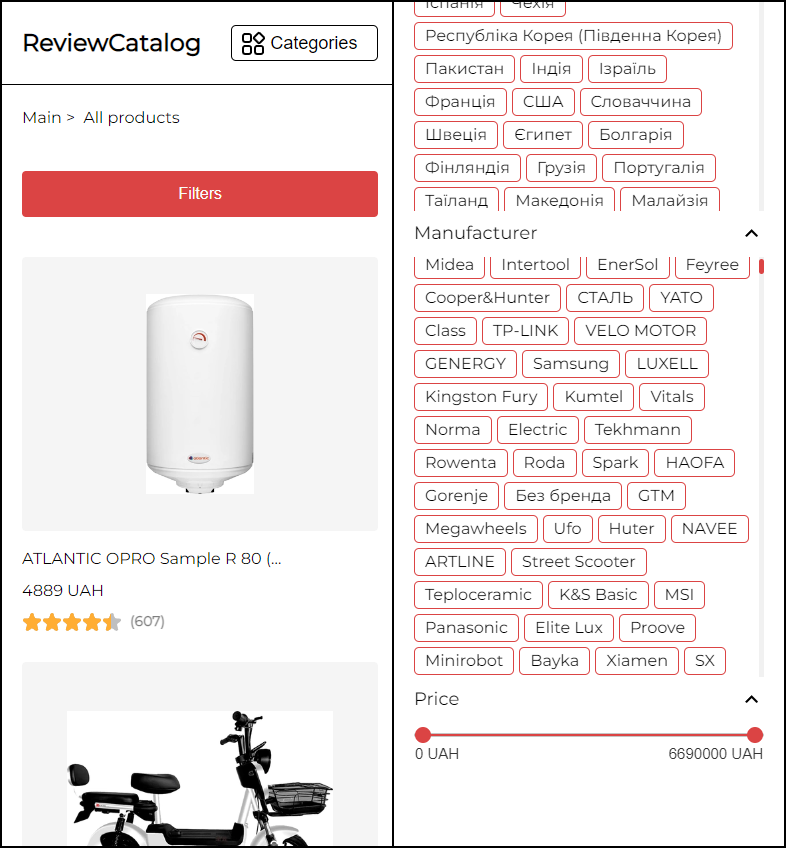 ReviewCatalog
Categories
Main > All products
Filters
ATLANTIC OPRO Sample R 80 (...
4889 UAH
(607)
Іспанія Чехія
Республіка Корея (Південна Корея)
Пакистан Індія Ізраїль
Франція США Словаччина
Швеція Єгипет Болгарія
Фінляндія Грузія Португалія
Таїланд Македонія Малайзія
Manufacturer
Midea Intertool EnerSol Feyree
Cooper&Hunter СТАЛЬ YATO
Class TP-LINK VELO MOTOR
GENERGY Samsung LUXELL
Kingston Fury Kumtel Vitals
Norma Electric Tekhmann
Rowenta Roda Spark HAOFA
Gorenje Без бренда GTM
Megawheels Ufo Huter NAVEE
ARTLINE Street Scooter
Teploceramic K&S Basic MSI
Panasonic Elite Lux Proove
Minirobot Bayka Xiamen SX
Price
0 UAH 6690000 UAH